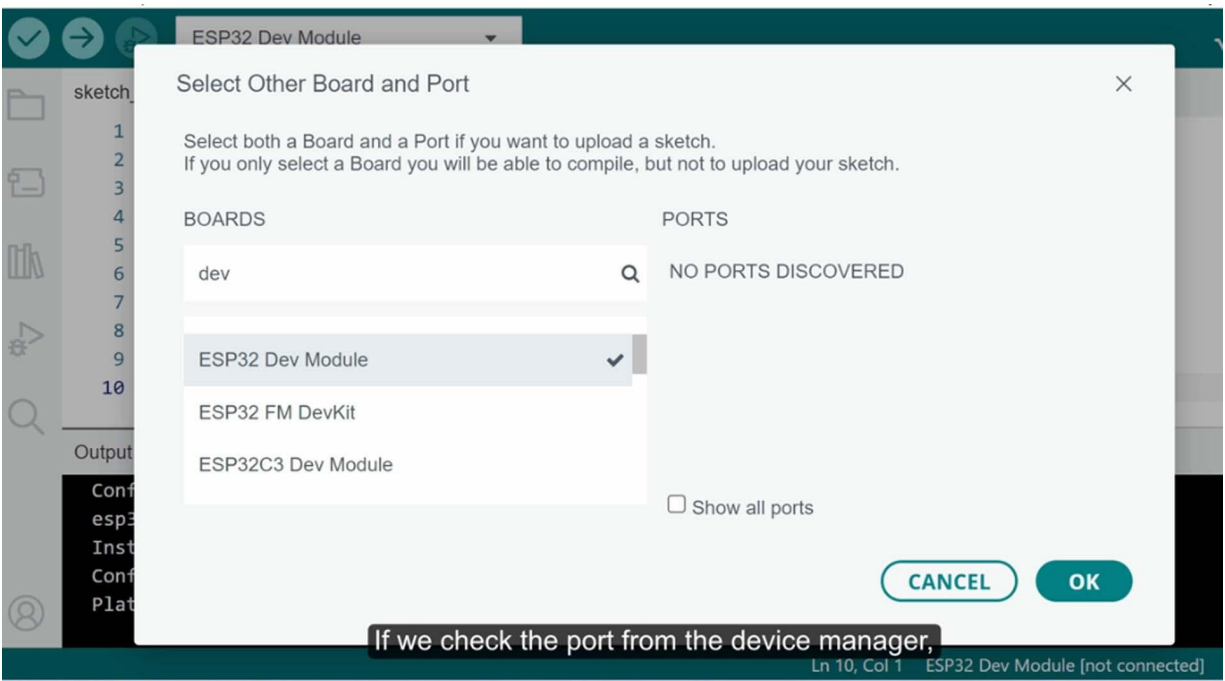 ESP32 Dev Module
Select Other Board and Port
sketch_
Select both a Board and a Port if you want to upload a sketch.
If you only select a Board you will be able to compile, but not to upload your sketch.
1
2
3
4
5
6
7
8
9
10
BOARDS
PORTS
dev
NO PORTS DISCOVERED
ESP32 Dev Module
ESP32 FM DevKit
ESP32C3 Dev Module
Show all ports
CANCEL
OK
Output
Conf
esp3
Inst
Conf
Plat
If we check the port from the device manager,
Ln 10, Col 1 ESP32 Dev Module [not connected]